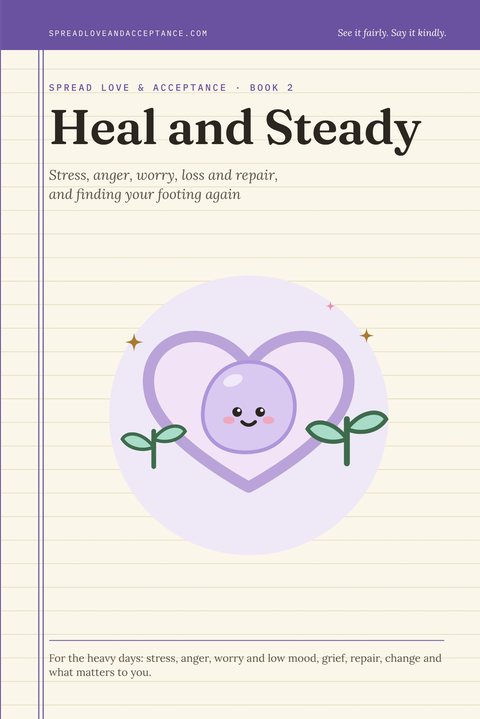 SPREADLOVEANDACCEPTANCE.COM
See it fairly. Say it kindly.
SPREAD LOVE & ACCEPTANCE · BOOK 2
Heal and Steady
Stress, anger, worry, loss and repair,
and finding your footing again
For the heavy days: stress, anger, worry and low mood, grief, repair, change and
what matters to you.